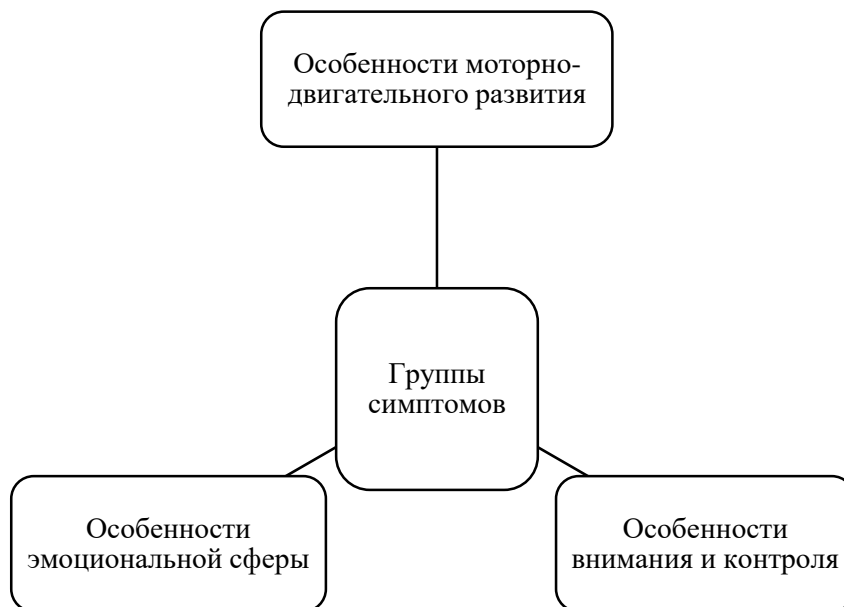 Особенности моторно-
двигательного развития
Группы
симптомов
Особенности
эмоциональной сферы
Особенности
внимания и контроля